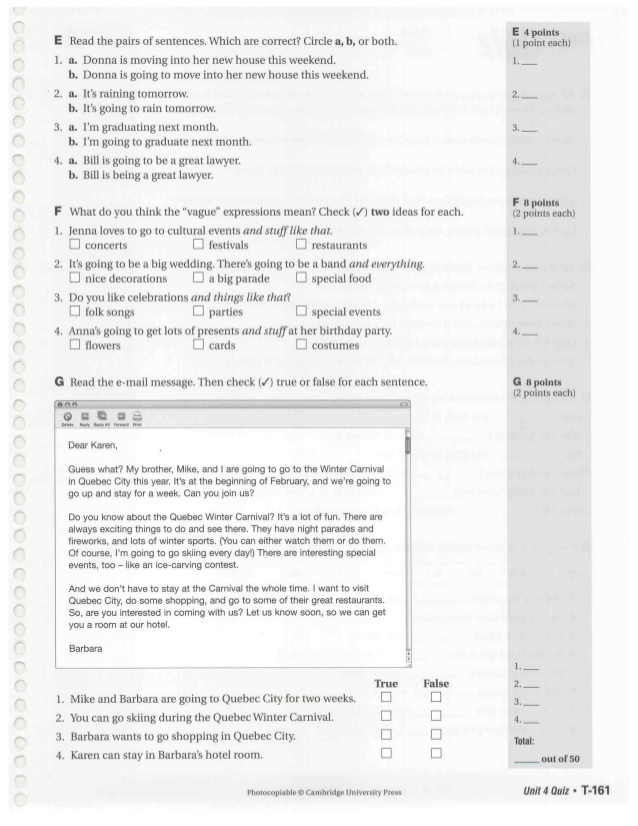 E Read the pairs of sentences. Which are correct? Circle a, b, or both.
E 4 points
(1 point each)
1. a. Donna is moving into her new house this weekend.
1. ___
b. Donna is going to move into her new house this weekend.
2. a. It's raining tomorrow.
2. ___
b. It's going to rain tomorrow.
3. a. I'm graduating next month.
3. ___
b. I'm going to graduate next month.
4. a. Bill is going to be a great lawyer.
4. ___
b. Bill is being a great lawyer.
F What do you think the "vague" expressions mean? Check (✓) two ideas for each.
F 8 points
(2 points each)
1. Jenna loves to go to cultural events and stuff like that.
1. ___
☐ concerts ☐ festivals ☐ restaurants
2. It's going to be a big wedding. There's going to be a band and everything.
2. ___
☐ nice decorations ☐ a big parade ☐ special food
3. Do you like celebrations and things like that?
3. ___
☐ folk songs ☐ parties ☐ special events
4. Anna's going to get lots of presents and stuff at her birthday party.
4. ___
☐ flowers ☐ cards ☐ costumes
G Read the e-mail message. Then check (✓) true or false for each sentence.
G 8 points
(2 points each)
Delete Reply Reply All Forward Print
Dear Karen,
Guess what? My brother, Mike, and I are going to go to the Winter Carnival
in Quebec City this year. It's at the beginning of February, and we're going to
go up and stay for a week. Can you join us?
Do you know about the Quebec Winter Carnival? It's a lot of fun. There are
always exciting things to do and see there. They have night parades and
fireworks, and lots of winter sports. (You can either watch them or do them.
Of course, I'm going to go skiing every day!) There are interesting special
events, too – like an ice-carving contest.
And we don't have to stay at the Carnival the whole time. I want to visit
Quebec City, do some shopping, and go to some of their great restaurants.
So, are you interested in coming with us? Let us know soon, so we can get
you a room at our hotel.
Barbara
True False
1. Mike and Barbara are going to Quebec City for two weeks. ☐ ☐
2. You can go skiing during the Quebec Winter Carnival. ☐ ☐
3. Barbara wants to go shopping in Quebec City. ☐ ☐
4. Karen can stay in Barbara's hotel room. ☐ ☐
1. ___
2. ___
3. ___
4. ___
Total:
____ out of 50
Photocopiable © Cambridge University Press
Unit 4 Quiz • T-161